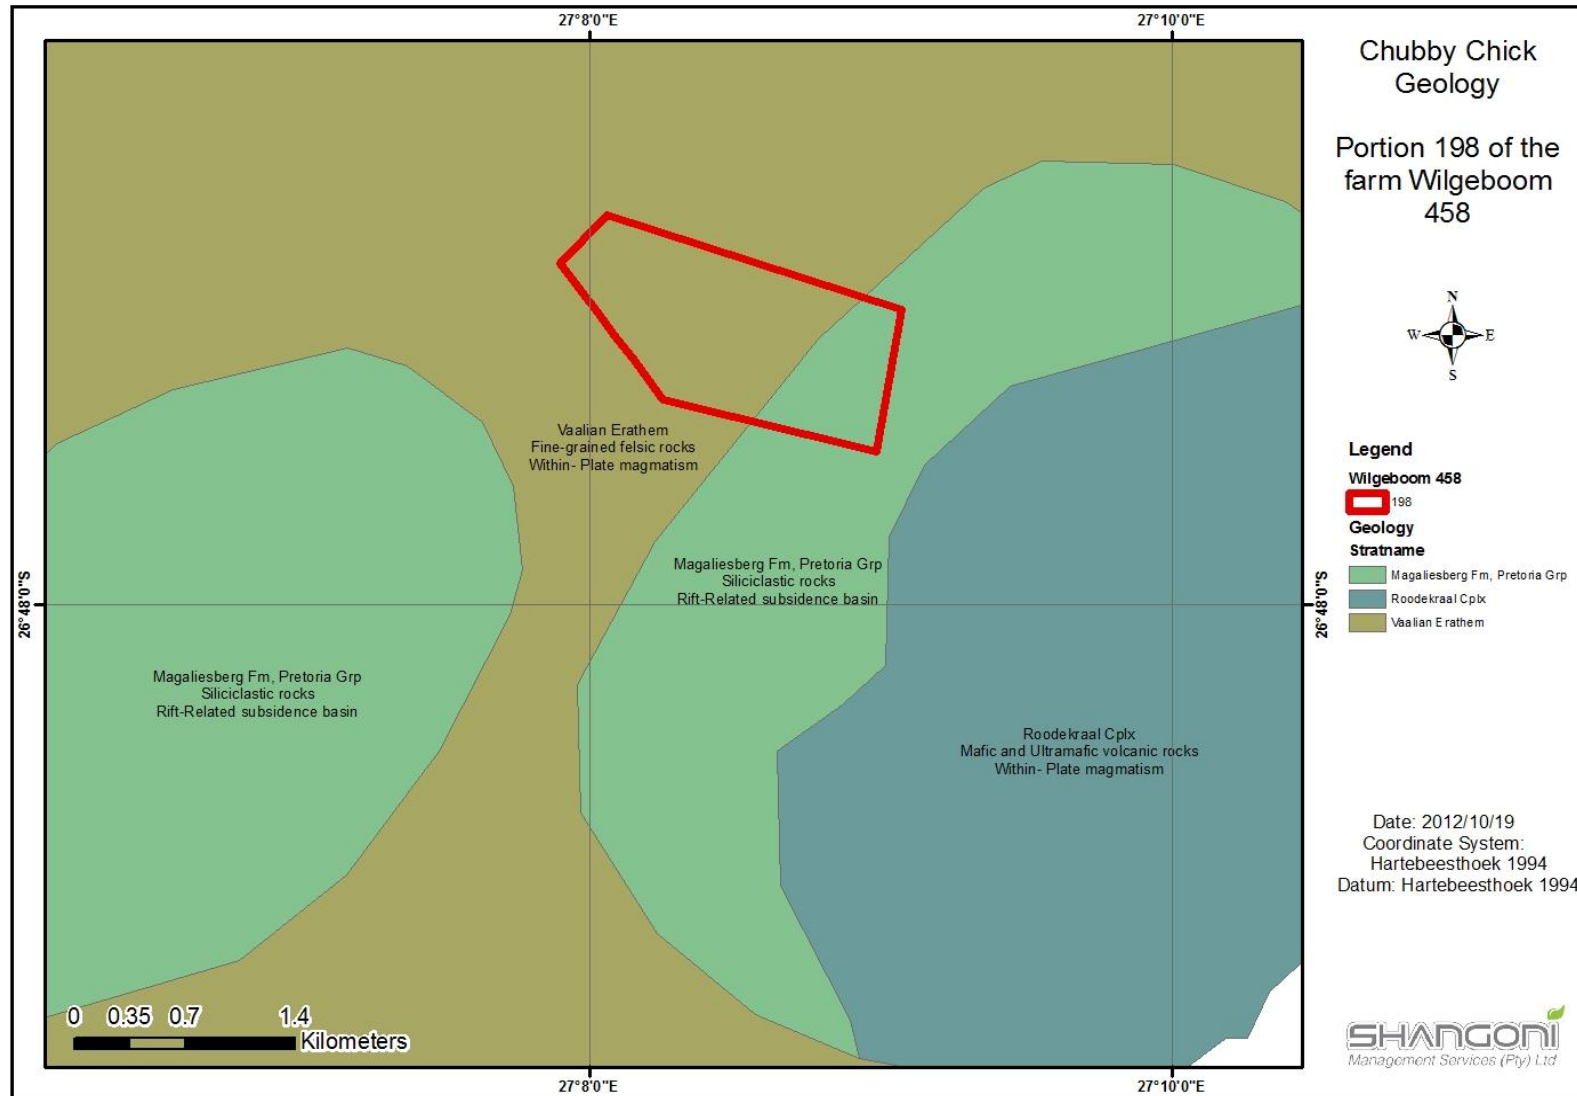 27°8'0"E
27°10'0"E
Chubby Chick
Geology
Portion 198 of the
farm Wilgeboom
458
N
W
E
S
Vaalian Erathem
Fine-grained felsic rocks
Within- Plate magmatism
Legend
Wilgeboom 458
198
Geology
Stratname
Magaliesberg Fm, Pretoria Grp
Roodekraal Cplx
Vaalian Erathem
26°48'0"S
Magaliesberg Fm, Pretoria Grp
Siliciclastic rocks
Rift-Related subsidence basin
26°48'0"S
Magaliesberg Fm, Pretoria Grp
Siliciclastic rocks
Rift-Related subsidence basin
Roodekraal Cplx
Mafic and Ultramafic volcanic rocks
Within- Plate magmatism
Date: 2012/10/19
Coordinate System:
Hartebeesthoek 1994
Datum: Hartebeesthoek 1994
0 0.35 0.7 1.4
Kilometers
SHANGONI
Management Services (Pty) Ltd
27°8'0"E
27°10'0"E